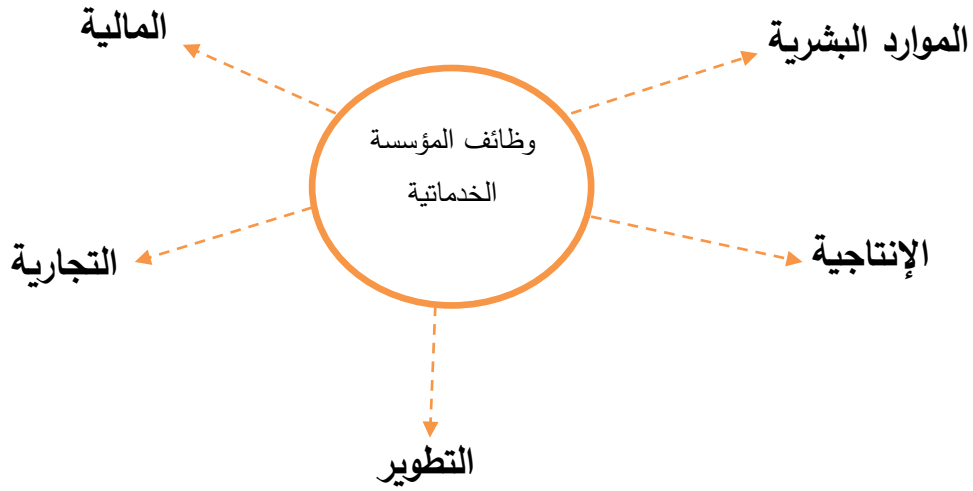 الموارد البشرية
المالية
وظائف المؤسسة
الخدماتية
الإنتاجية
التجارية
التطوير